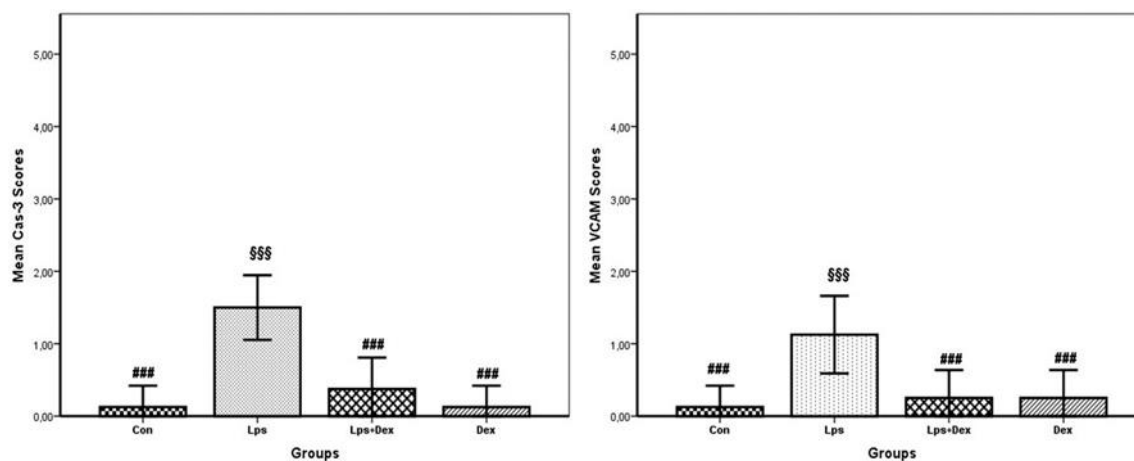 Mean Cas-3 Scores
5,00
4,00
3,00
2,00
1,00
0,00
###
§§§
###
###
Con
Lps
Lps+Dex
Dex
Groups
Mean VCAM Scores
5,00
4,00
3,00
2,00
1,00
0,00
###
§§§
###
###
Con
Lps
Lps+Dex
Dex
Groups